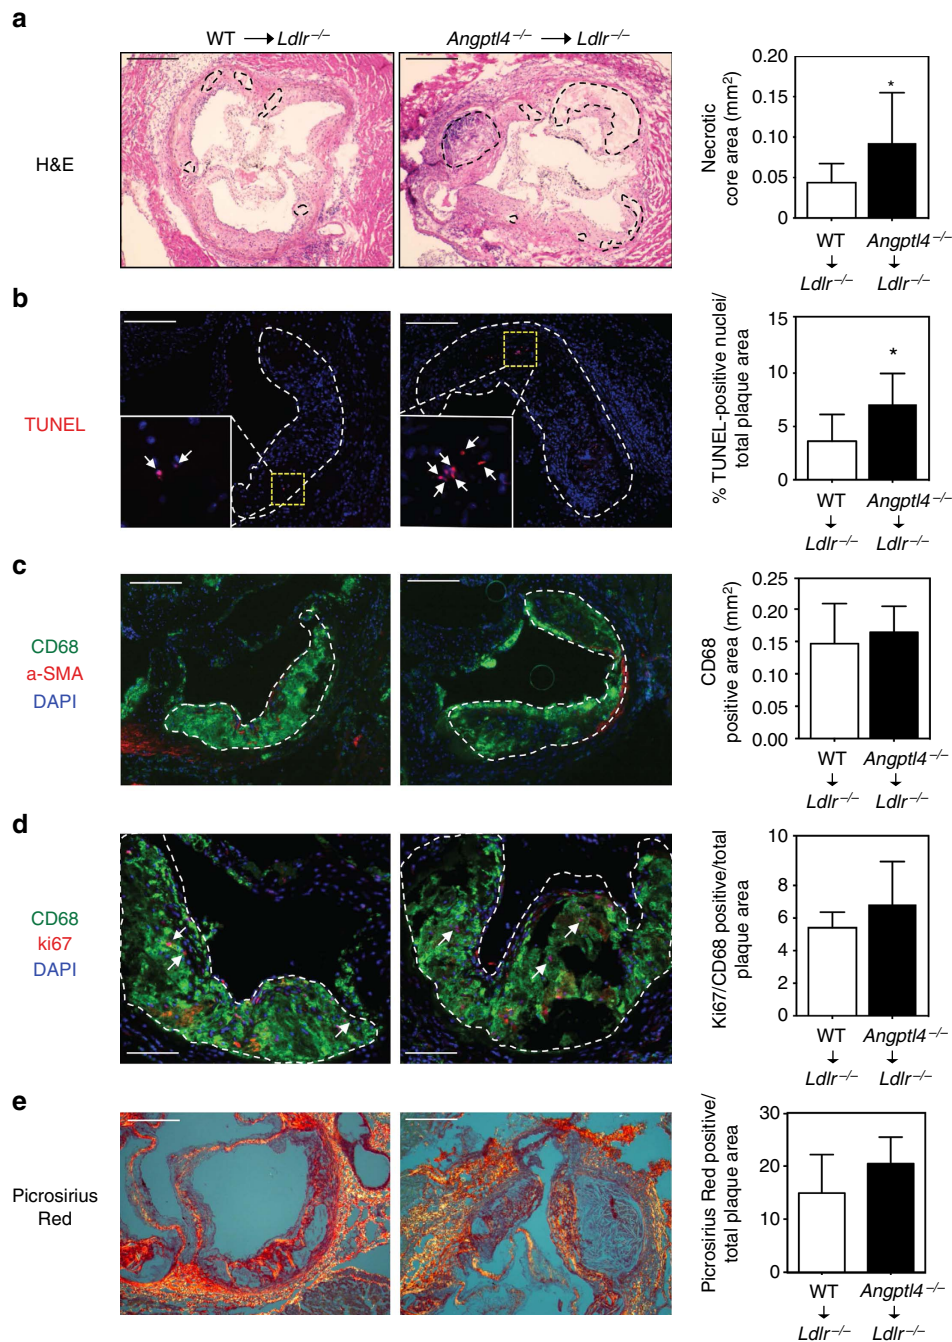 a
WT → Ldlr–/–
Angptl4–/– → Ldlr–/–
H&E
Necrotic
core area (mm2)
0.20
0.15
0.10
0.05
0
*
WT
Angptl4–/–
↓ ↓
Ldlr–/– Ldlr–/–
b
TUNEL
% TUNEL-positive nuclei/
total plaque area
15
10
5
0
*
WT
Angptl4–/–
↓ ↓
Ldlr–/– Ldlr–/–
c
CD68
a-SMA
DAPI
CD68
positive area (mm2)
0.25
0.20
0.15
0.10
0.05
0.00
WT Angptl4–/–
↓ ↓
Ldlr–/– Ldlr–/–
d
CD68
ki67
DAPI
Ki67/CD68 positive/total
plaque area
10
8
6
4
2
0
WT Angptl4–/–
↓ ↓
Ldlr–/– Ldlr–/–
e
Picrosirius
Red
Picrosirius Red positive/
total plaque area
30
20
10
0
WT Angptl4–/–
↓ ↓
Ldlr–/– Ldlr–/–